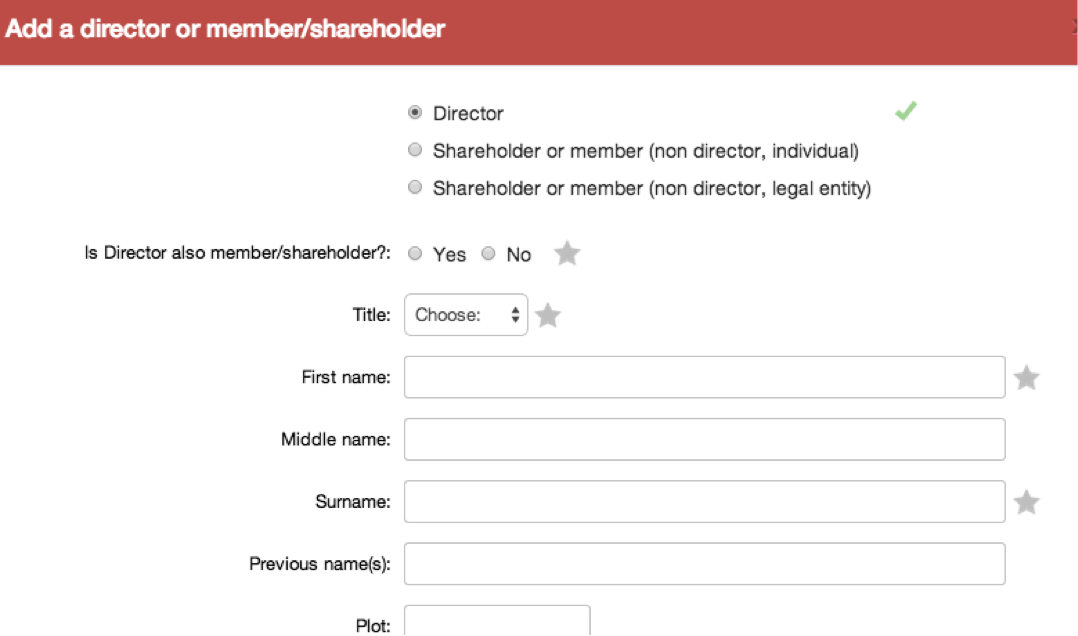 Add a director or member/shareholder
Director
Shareholder or member (non director, individual)
Shareholder or member (non director, legal entity)
Is Director also member/shareholder?: Yes No
Title: Choose:
First name:
Middle name:
Surname:
Previous name(s):
Plot: